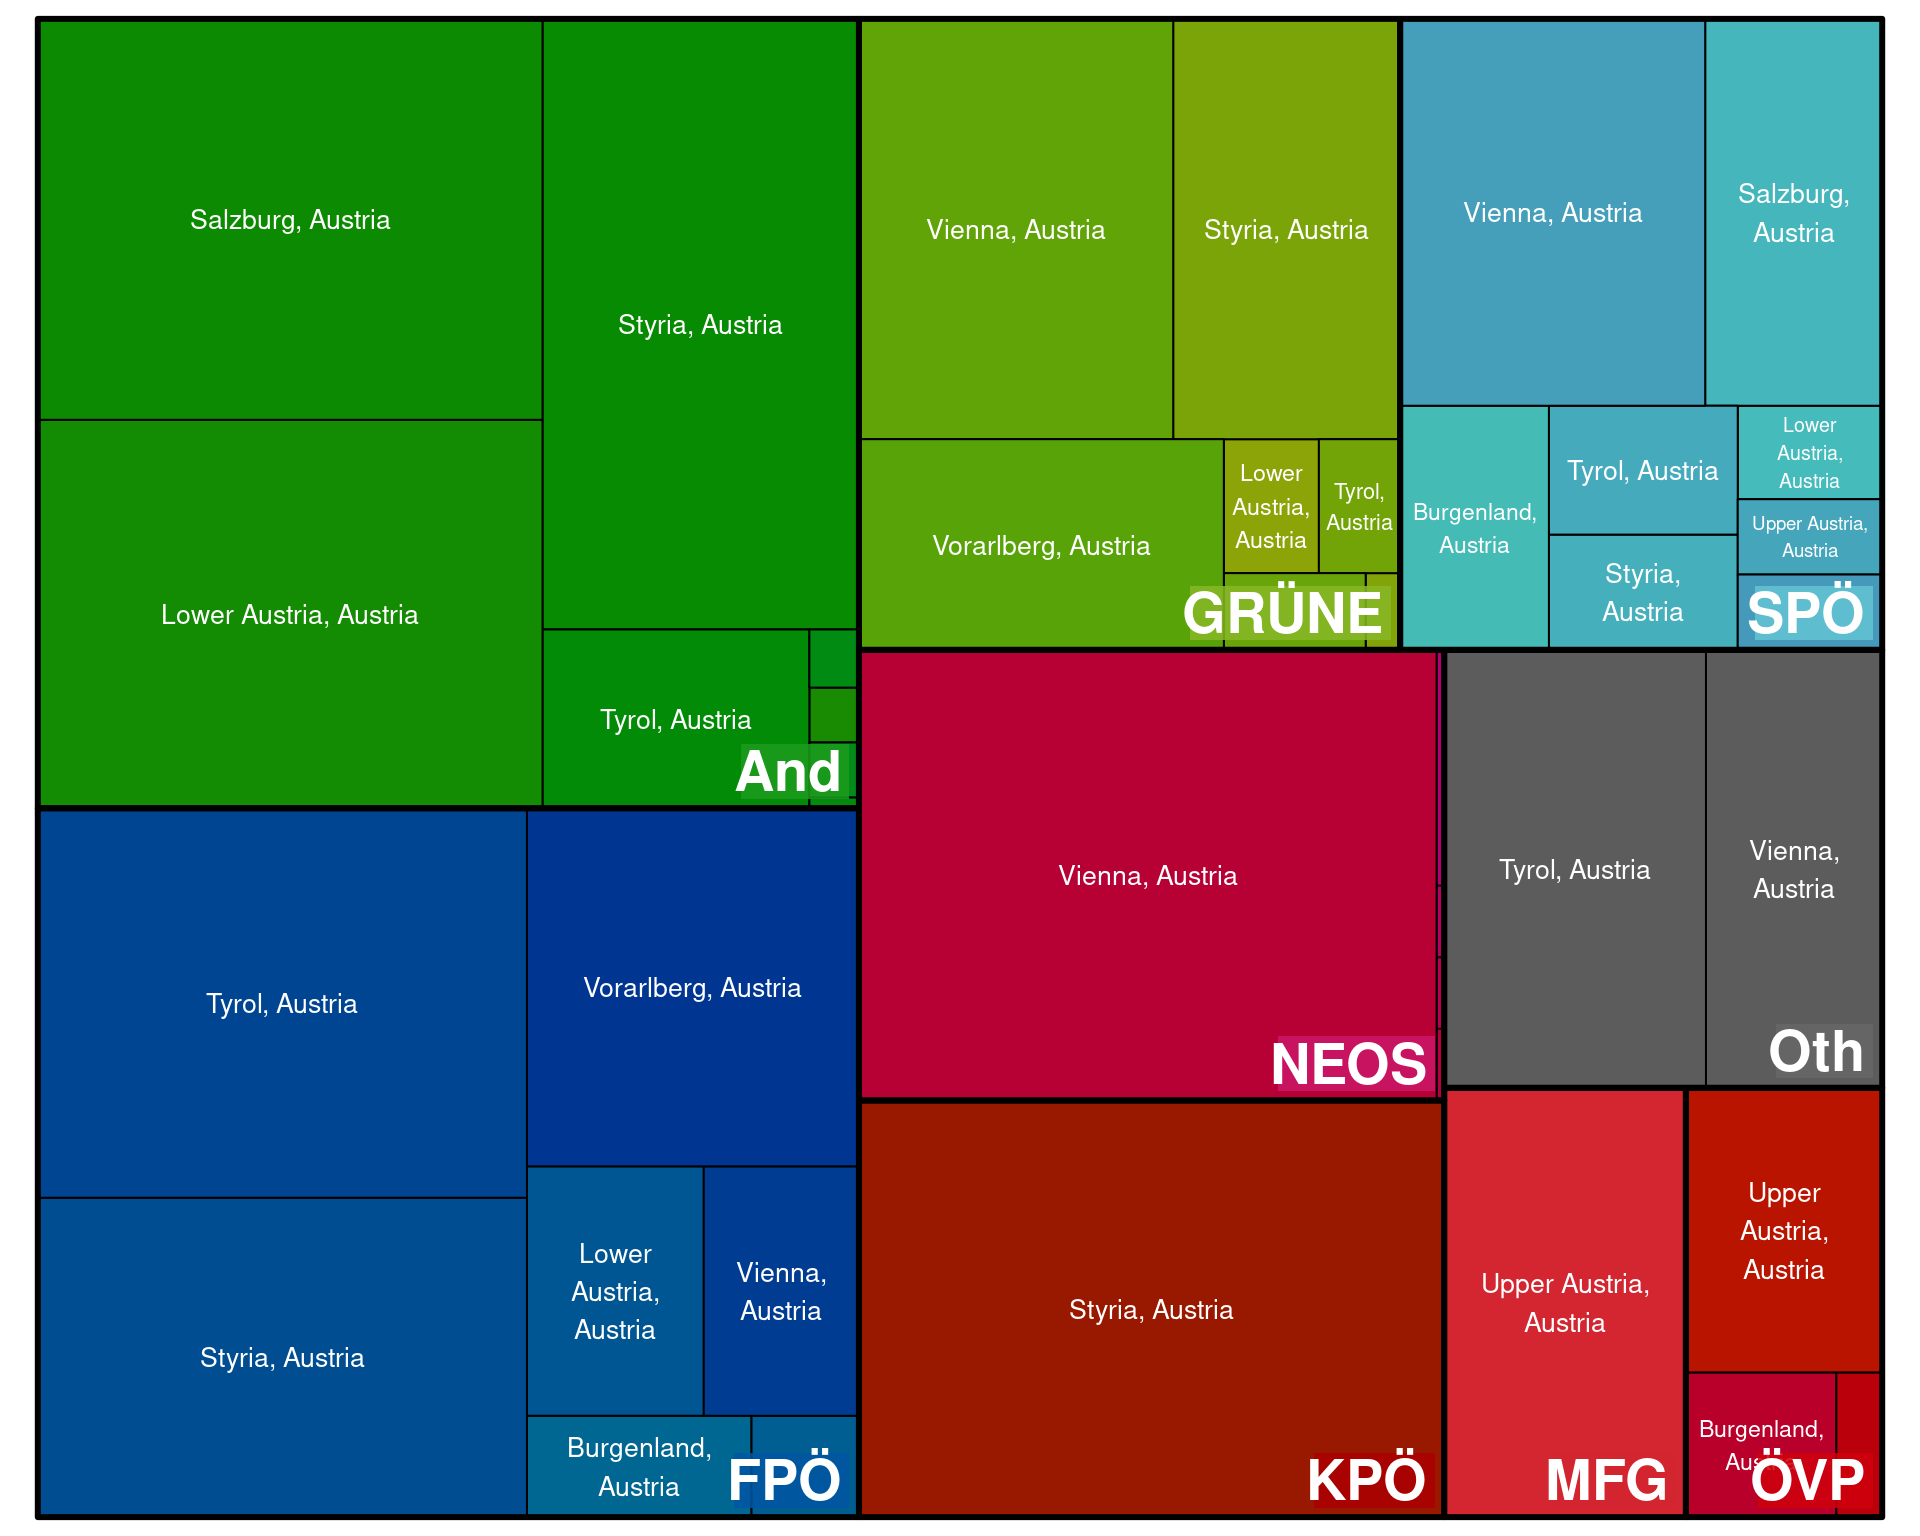 Salzburg, Austria
Styria, Austria
Lower Austria, Austria
Tyrol, Austria
And
Vienna, Austria
Styria, Austria
Vorarlberg, Austria
Lower
Austria,
Austria
Tyrol,
Austria
GRÜNE
Vienna, Austria
Salzburg,
Austria
Burgenland,
Austria
Tyrol, Austria
Styria,
Austria
Lower
Austria,
Austria
Upper Austria,
Austria
SPÖ
Tyrol, Austria
Vorarlberg, Austria
Styria, Austria
Lower
Austria,
Austria
Vienna,
Austria
Burgenland,
Austria
FPÖ
Vienna, Austria
NEOS
Tyrol, Austria
Vienna,
Austria
Oth
Styria, Austria
KPÖ
Upper Austria,
Austria
MFG
Upper
Austria,
Austria
Burgenland,
ÖVP